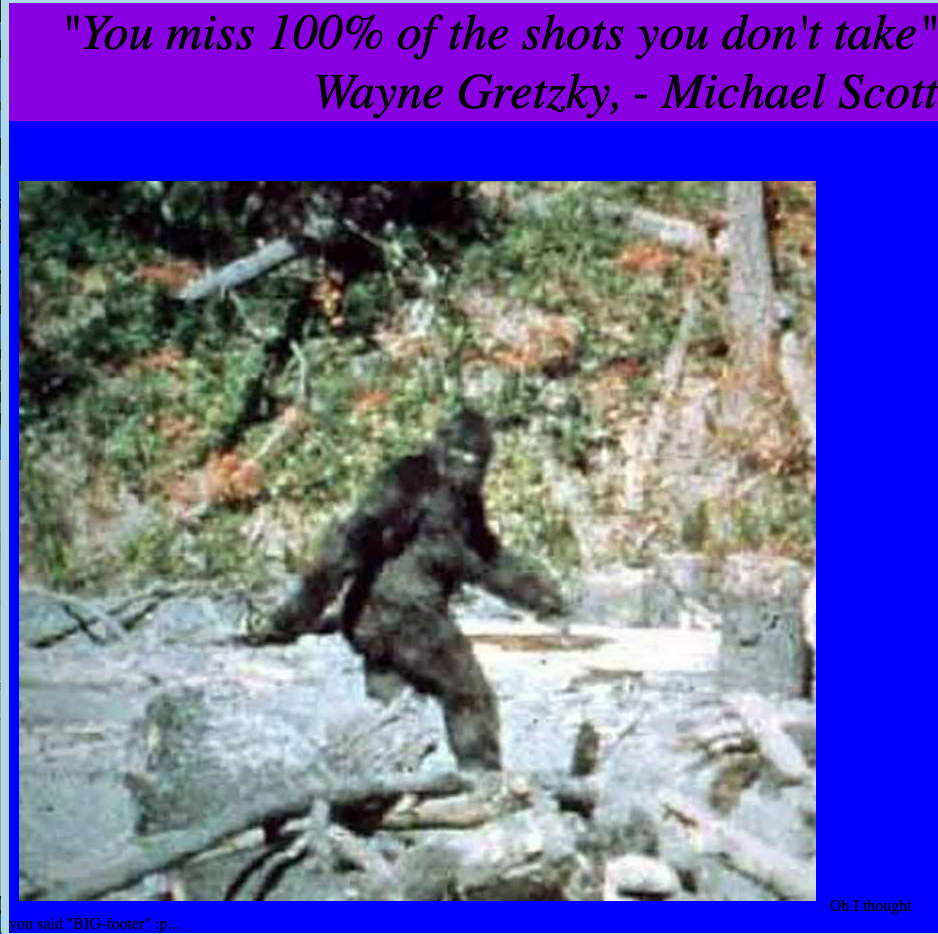 "You miss 100% of the shots you don't take"
Wayne Gretzky, - Michael Scott
Oh I thought
you said "BIG-footer" :p...